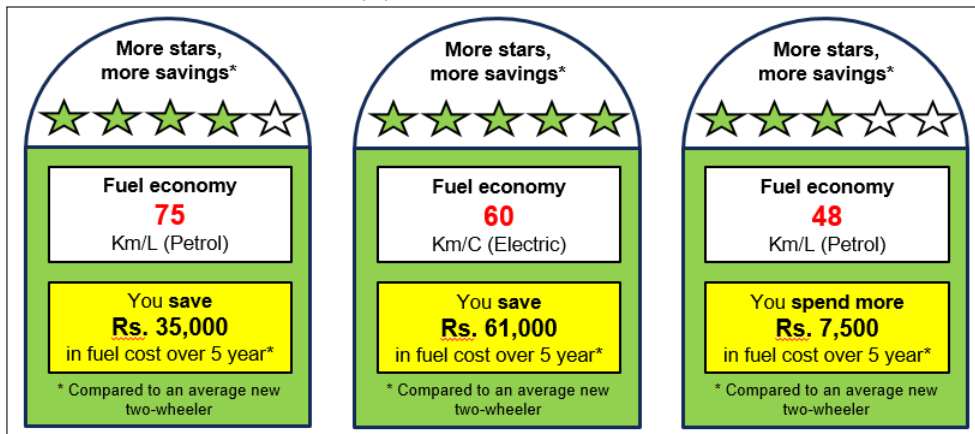 More stars,
more savings*
Fuel economy
75
Km/L (Petrol)
You save
Rs. 35,000
in fuel cost over 5 year*
* Compared to an average new
two-wheeler
More stars,
more savings*
Fuel economy
60
Km/C (Electric)
You save
Rs. 61,000
in fuel cost over 5 year*
* Compared to an average new
two-wheeler
More stars,
more savings*
Fuel economy
48
Km/L (Petrol)
You spend more
Rs. 7,500
in fuel cost over 5 year*
* Compared to an average new
two-wheeler